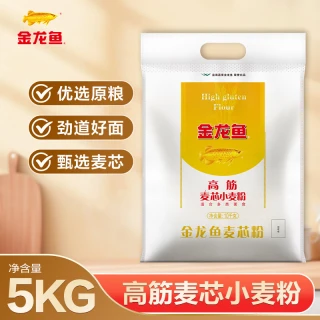 金龙鱼
优选原粮
劲道好面
甄选麦芯
High gluten
Flour
金龙鱼
高筋
麦芯小麦粉
金龙鱼麦芯粉
净含量
5KG
高筋麦芯小麦粉